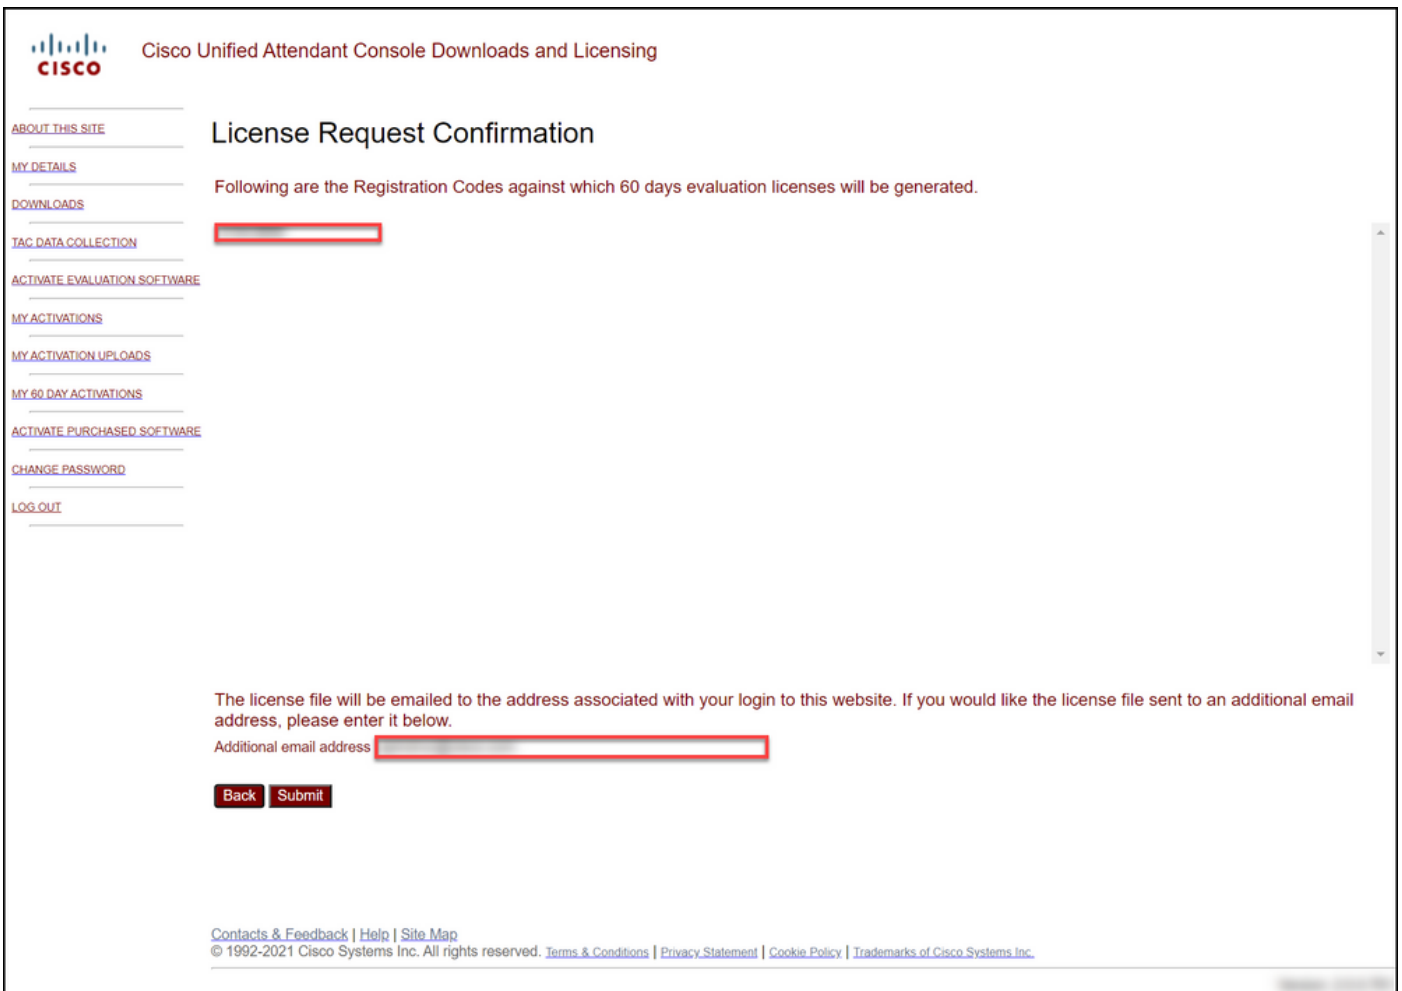 CISCO
Cisco Unified Attendant Console Downloads and Licensing
ABOUT THIS SITE
MY DETAILS
DOWNLOADS
TAC DATA COLLECTION
ACTIVATE EVALUATION SOFTWARE
MY ACTIVATIONS
MY ACTIVATION UPLOADS
MY 60 DAY ACTIVATIONS
ACTIVATE PURCHASED SOFTWARE
CHANGE PASSWORD
LOG OUT
License Request Confirmation
Following are the Registration Codes against which 60 days evaluation licenses will be generated.
The license file will be emailed to the address associated with your login to this website. If you would like the license file sent to an additional email
address, please enter it below.
Additional email address
Back Submit
Contacts & Feedback | Help | Site Map
© 1992-2021 Cisco Systems Inc. All rights reserved. Terms & Conditions | Privacy Statement | Cookie Policy | Trademarks of Cisco Systems Inc.